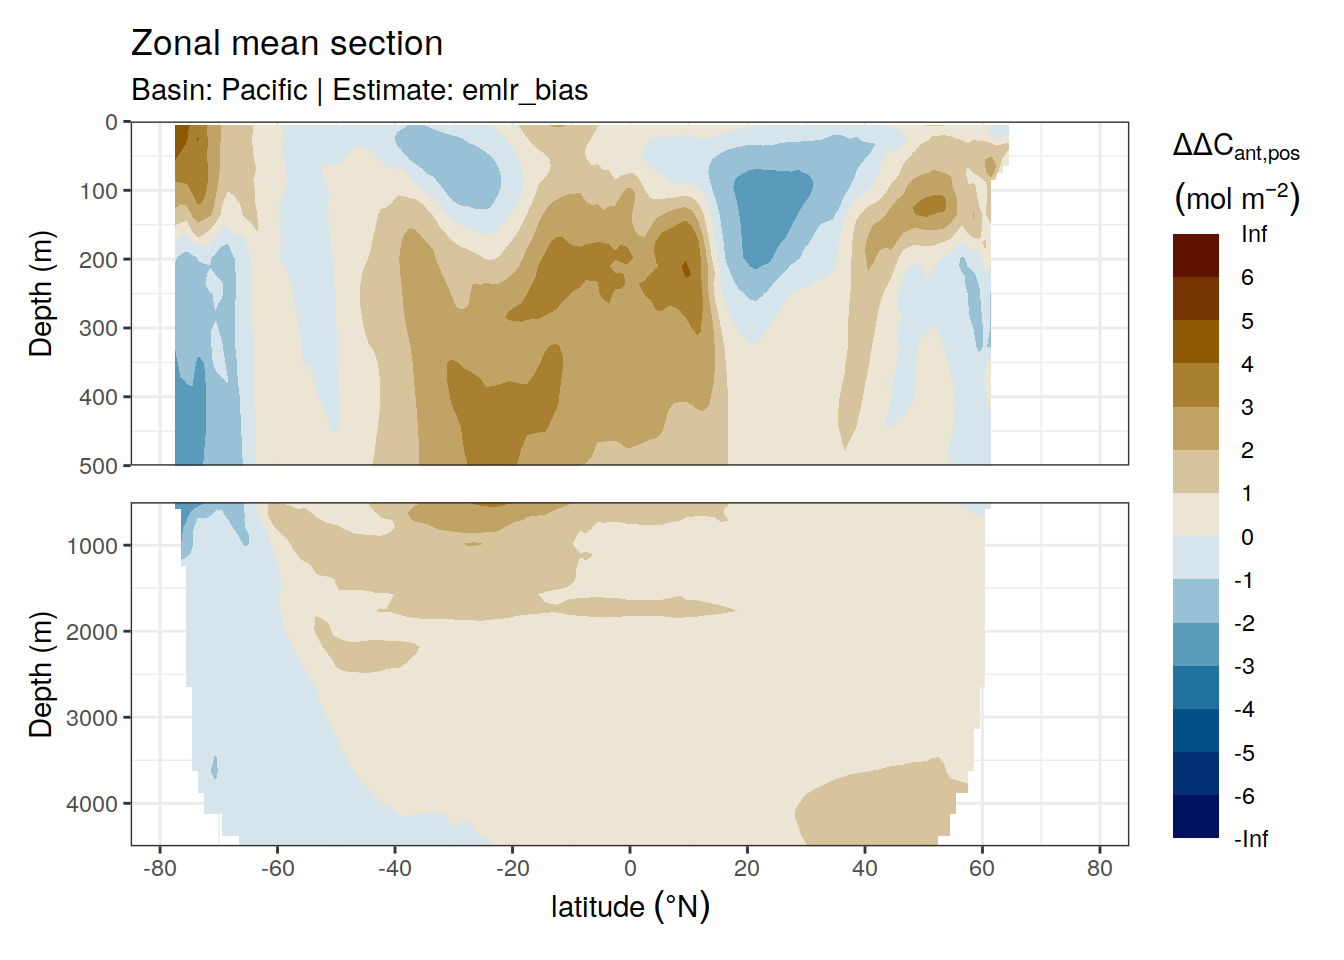 Zonal mean section
Basin: Pacific | Estimate: emlr_bias
0
100
200
300
400
500
Depth (m)
1000
2000
3000
4000
Depth (m)
-80 -60 -40 -20 0 20 40 60 80
latitude (°N)
ΔΔC_ant,pos
(mol m⁻²)
Inf
6
5
4
3
2
1
0
-1
-2
-3
-4
-5
-6
-Inf